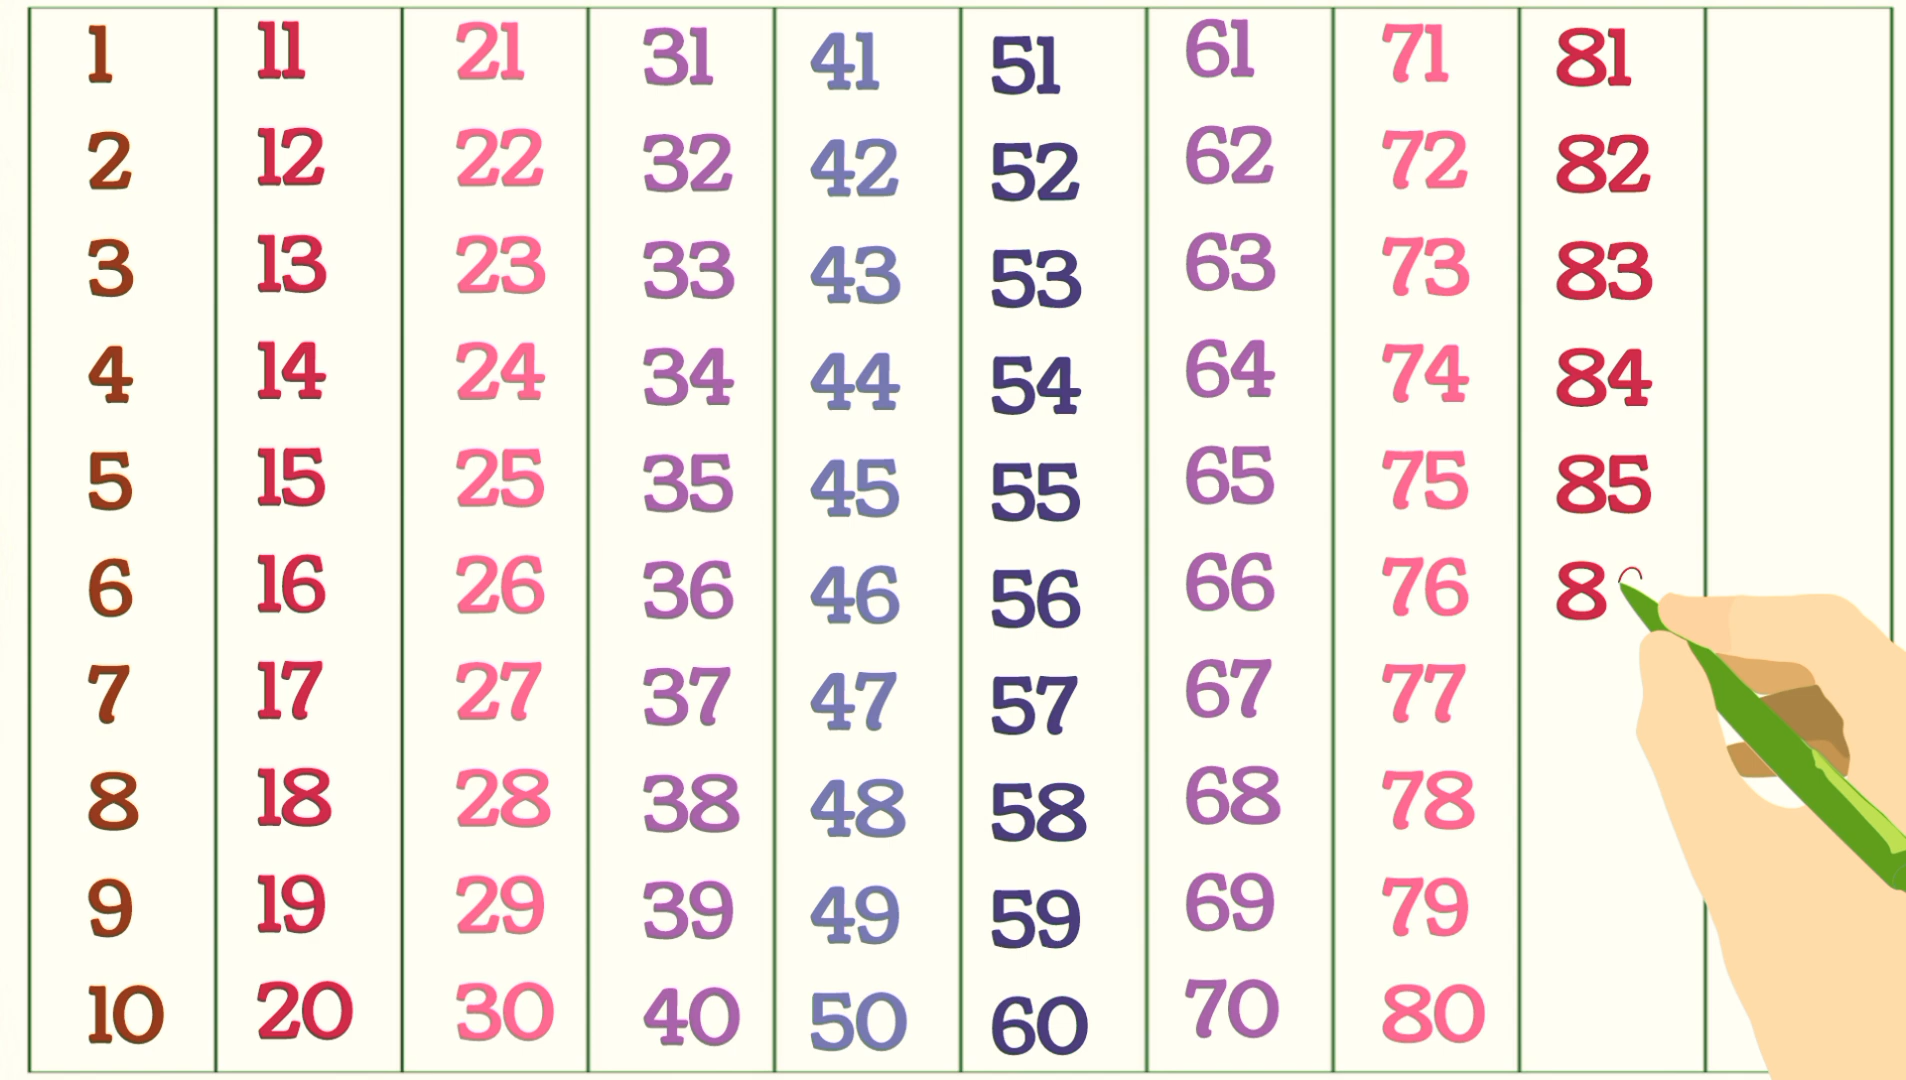 1 11 21 31 41 51 61 71 81
2 12 22 32 42 52 62 72 82
3 13 23 33 43 53 63 73 83
4 14 24 34 44 54 64 74 84
5 15 25 35 45 55 65 75 85
6 16 26 36 46 56 66 76 8
7 17 27 37 47 57 67 77
8 18 28 38 48 58 68 78
9 19 29 39 49 59 69 79
10 20 30 40 50 60 70 80